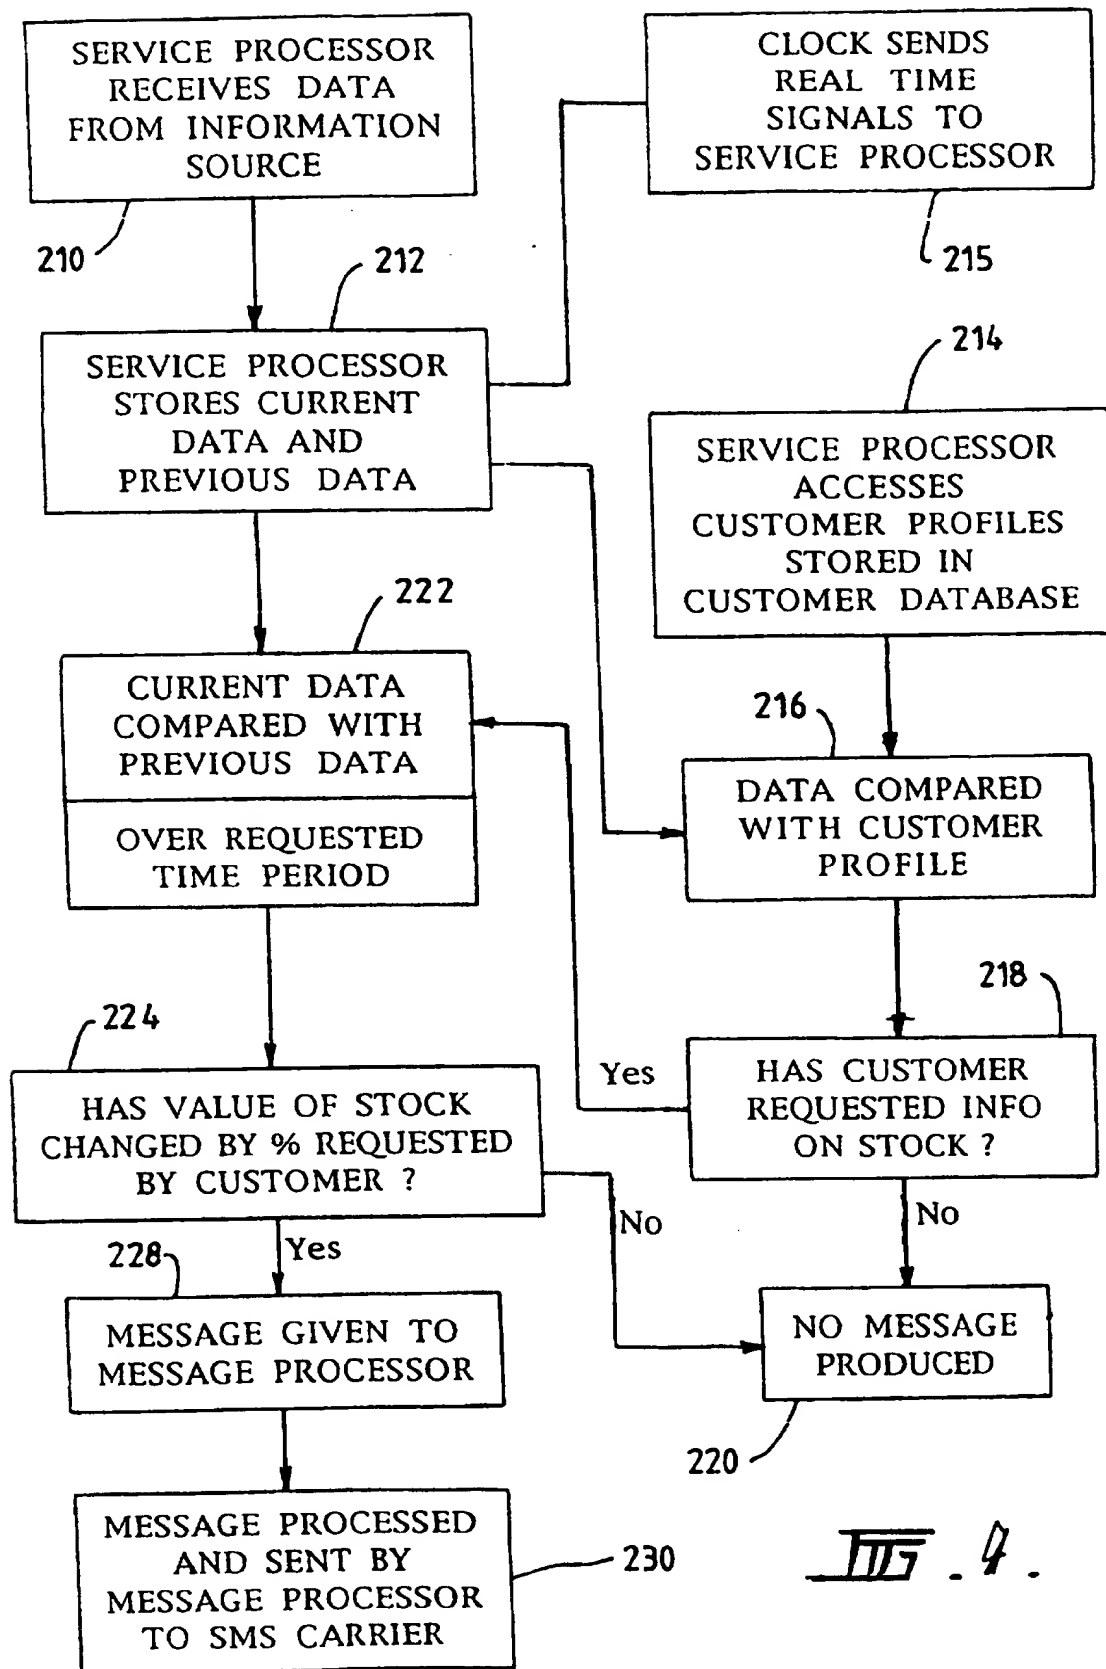 SERVICE PROCESSOR
RECEIVES DATA
FROM INFORMATION
SOURCE
210
CLOCK SENDS
REAL TIME
SIGNALS TO
SERVICE PROCESSOR
215
212
SERVICE PROCESSOR
STORES CURRENT
DATA AND
PREVIOUS DATA
214
SERVICE PROCESSOR
ACCESSES
CUSTOMER PROFILES
STORED IN
CUSTOMER DATABASE
222
CURRENT DATA
COMPARED WITH
PREVIOUS DATA
OVER REQUESTED
TIME PERIOD
216
DATA COMPARED
WITH CUSTOMER
PROFILE
218
HAS CUSTOMER
REQUESTED INFO
ON STOCK ?
Yes
No
224
HAS VALUE OF STOCK
CHANGED BY % REQUESTED
BY CUSTOMER ?
No
Yes
228
MESSAGE GIVEN TO
MESSAGE PROCESSOR
NO MESSAGE
PRODUCED
220
MESSAGE PROCESSED
AND SENT BY
MESSAGE PROCESSOR
TO SMS CARRIER
230
FIG. 4.